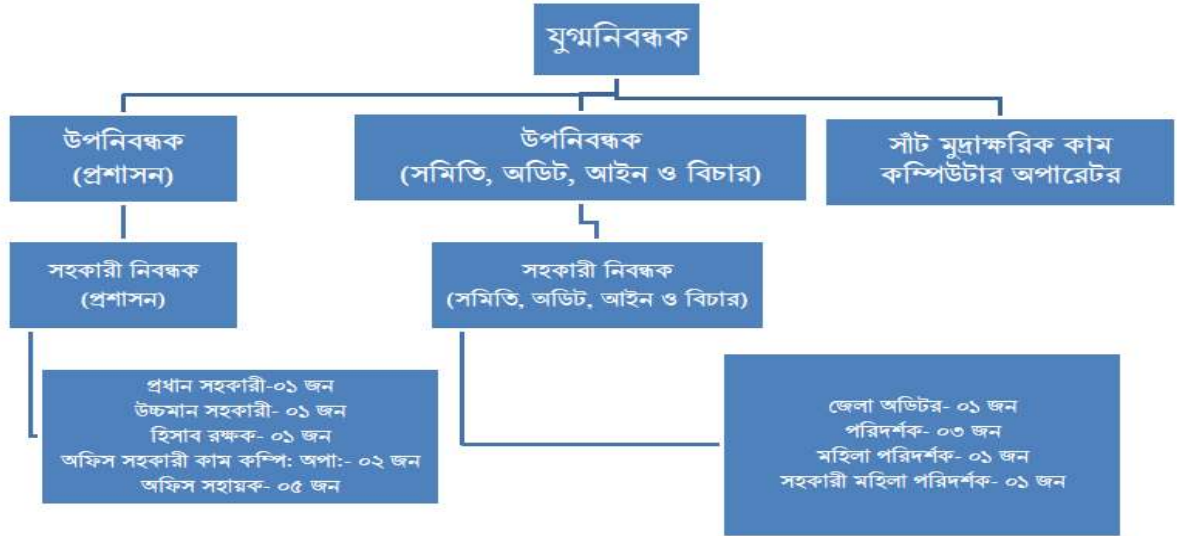 যুগ্মনিবন্ধক
উপনিবন্ধক
(প্রশাসন)
উপনিবন্ধক
(সমিতি, অডিট, আইন ও বিচার)
সাঁট মুদ্রাক্ষরিক কাম
কম্পিউটার অপারেটর
সহকারী নিবন্ধক
(প্রশাসন)
সহকারী নিবন্ধক
(সমিতি, অডিট, আইন ও বিচার)
প্রধান সহকারী-০১ জন
উচ্চমান সহকারী- ০১ জন
হিসাব রক্ষক- ০১ জন
অফিস সহকারী কাম কম্পি: অপা:- ০২ জন
অফিস সহায়ক- ০৫ জন
জেলা অডিটর- ০১ জন
পরিদর্শক- ০৩ জন
মহিলা পরিদর্শক- ০১ জন
সহকারী মহিলা পরিদর্শক- ০১ জন